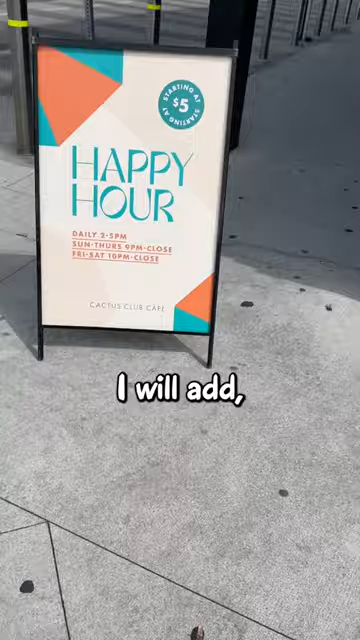 STARTING AT
$5
STARTING AT
HAPPY
HOUR
DAILY 2-5PM
SUN-THURS 9PM-CLOSE
FRI-SAT 10PM-CLOSE
CACTUS CLUB CAFE
I will add,